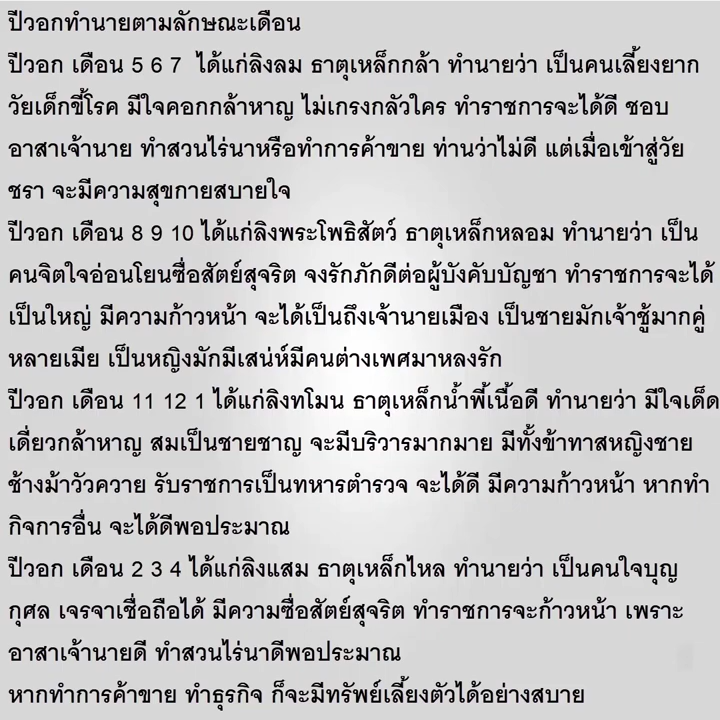 ปีวอกทำนายตามลักษณะเดือน
ปีวอก เดือน 5 6 7 ได้แก่ลิงลม ธาตุเหล็กกล้า ทำนายว่า เป็นคนเลี้ยงยาก
วัยเด็กขี้โรค มีใจคอกกล้าหาญ ไม่เกรงกลัวใคร ทำราชการจะได้ดี ชอบ
อาสาเจ้านาย ทำสวนไร่นาหรือทำการค้าขาย ท่านว่าไม่ดี แต่เมื่อเข้าสู่วัย
ชรา จะมีความสุขกายสบายใจ
ปีวอก เดือน 8 9 10 ได้แก่ลิงพระโพธิสัตว์ ธาตุเหล็กหลอม ทำนายว่า เป็น
คนจิตใจอ่อนโยนซื่อสัตย์สุจริต จงรักภักดีต่อผู้บังคับบัญชา ทำราชการจะได้
เป็นใหญ่ มีความก้าวหน้า จะได้เป็นถึงเจ้านายเมือง เป็นชายมักเจ้าชู้มากคู่
หลายเมีย เป็นหญิงมักมีเสน่ห์มีคนต่างเพศมาหลงรัก
ปีวอก เดือน 11 12 1 ได้แก่ลิงทโมน ธาตุเหล็กน้ำพี้เนื้อดี ทำนายว่า มีใจเด็ด
เดี่ยวกล้าหาญ สมเป็นชายชาญ จะมีบริวารมากมาย มีทั้งข้าทาสหญิงชาย
ช้างม้าวัวควาย รับราชการเป็นทหารตำรวจ จะได้ดี มีความก้าวหน้า หากทำ
กิจการอื่น จะได้ดีพอประมาณ
ปีวอก เดือน 2 3 4 ได้แก่ลิงแสม ธาตุเหล็กไหล ทำนายว่า เป็นคนใจบุญ
กุศล เจรจาเชื่อถือได้ มีความซื่อสัตย์สุจริต ทำราชการจะก้าวหน้า เพราะ
อาสาเจ้านายดี ทำสวนไร่นาดีพอประมาณ
หากทำการค้าขาย ทำธุรกิจ ก็จะมีทรัพย์เลี้ยงตัวได้อย่างสบาย